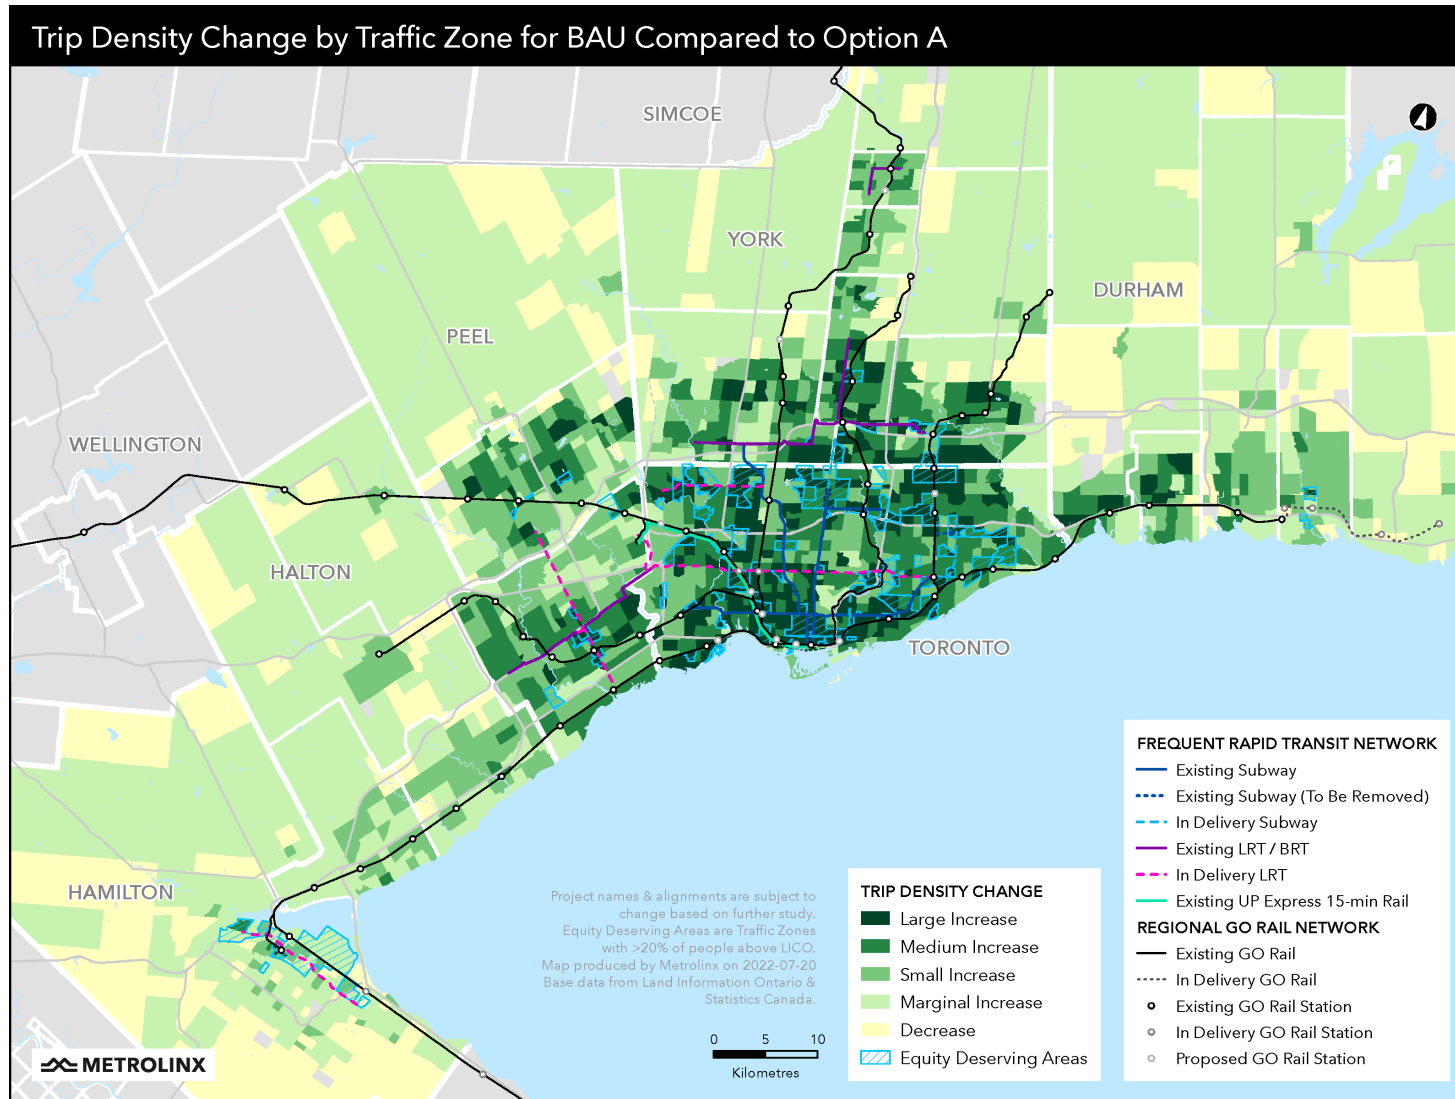 Trip Density Change by Traffic Zone for BAU Compared to Option A
SIMCOE
YORK
DURHAM
PEEL
WELLINGTON
HALTON
TORONTO
HAMILTON
Project names & alignments are subject to
change based on further study.
Equity Deserving Areas are Traffic Zones
with >20% of people above LICO.
Map produced by Metrolinx on 2022-07-20
Base data from Land Information Ontario &
Statistics Canada.
0 5 10
Kilometres
TRIP DENSITY CHANGE
Large Increase
Medium Increase
Small Increase
Marginal Increase
Decrease
Equity Deserving Areas
FREQUENT RAPID TRANSIT NETWORK
Existing Subway
Existing Subway (To Be Removed)
In Delivery Subway
Existing LRT / BRT
In Delivery LRT
Existing UP Express 15-min Rail
REGIONAL GO RAIL NETWORK
Existing GO Rail
In Delivery GO Rail
Existing GO Rail Station
In Delivery GO Rail Station
Proposed GO Rail Station
METROLINX